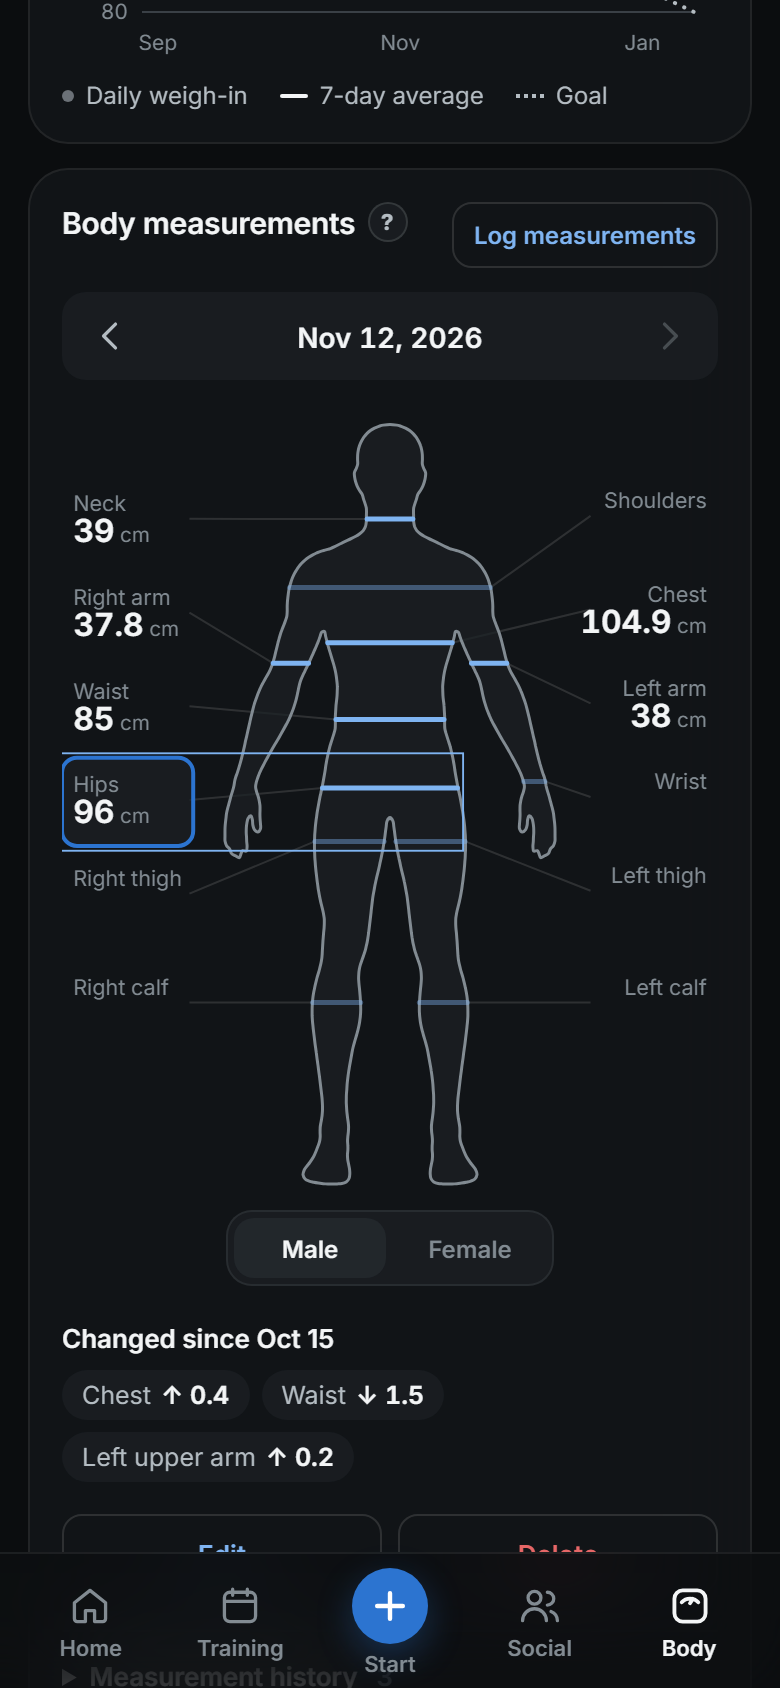 80
Sep Nov Jan
Daily weigh-in 7-day average Goal
Body measurements ? Log measurements
Nov 12, 2026
Neck
39 cm
Shoulders
Right arm
37.8 cm
Chest
104.9 cm
Waist
85 cm
Left arm
38 cm
Hips
96 cm
Wrist
Right thigh
Left thigh
Right calf
Left calf
Male Female
Changed since Oct 15
Chest ↑ 0.4 Waist ↓ 1.5
Left upper arm ↑ 0.2
Edit Delete
Home Training Start Social Body
Measurement history 3